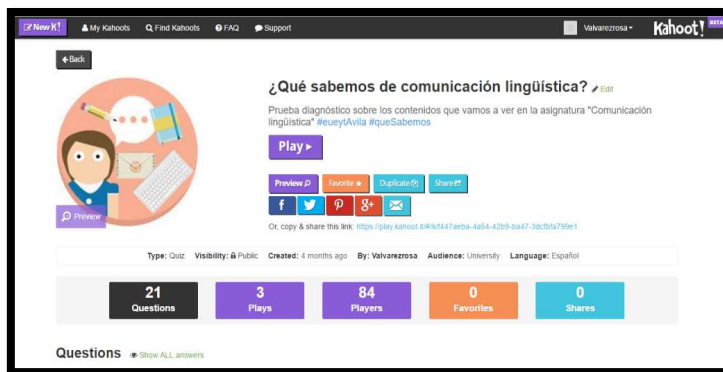 New K!
My Kahoots
Find Kahoots
FAQ
Support
Valvarezrosa
Kahoot!
BETA
Back
¿Qué sabemos de comunicación lingüística?
Edit
Prueba diagnóstico sobre los contenidos que vamos a ver en la asignatura "Comunicación
lingüística" #eueytAvila #queSabemos
Play
Preview
Favorite
Duplicate
Share
Preview
Or, copy & share this link: https://play.kahoot.it/#/k/f447aeba-4a54-42b9-ba47-3dcfbfa799e1
Type: Quiz Visibility: Public Created: 4 months ago By: Valvarezrosa Audience: University Language: Español
21
Questions
3
Plays
84
Players
0
Favorites
0
Shares
Questions
Show ALL answers